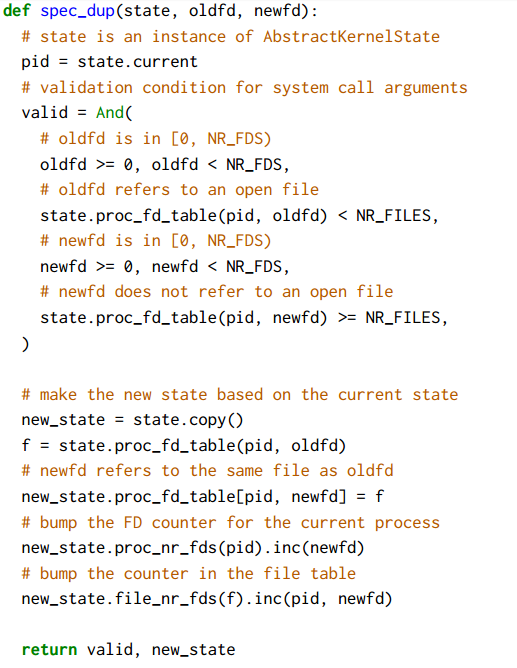 def spec_dup(state, oldfd, newfd):
  # state is an instance of AbstractKernelState
  pid = state.current
  # validation condition for system call arguments
  valid = And(
    # oldfd is in [0, NR_FDS)
    oldfd >= 0, oldfd < NR_FDS,
    # oldfd refers to an open file
    state.proc_fd_table(pid, oldfd) < NR_FILES,
    # newfd is in [0, NR_FDS)
    newfd >= 0, newfd < NR_FDS,
    # newfd does not refer to an open file
    state.proc_fd_table(pid, newfd) >= NR_FILES,
  )

  # make the new state based on the current state
  new_state = state.copy()
  f = state.proc_fd_table(pid, oldfd)
  # newfd refers to the same file as oldfd
  new_state.proc_fd_table[pid, newfd] = f
  # bump the FD counter for the current process
  new_state.proc_nr_fds(pid).inc(newfd)
  # bump the counter in the file table
  new_state.file_nr_fds(f).inc(pid, newfd)

  return valid, new_state